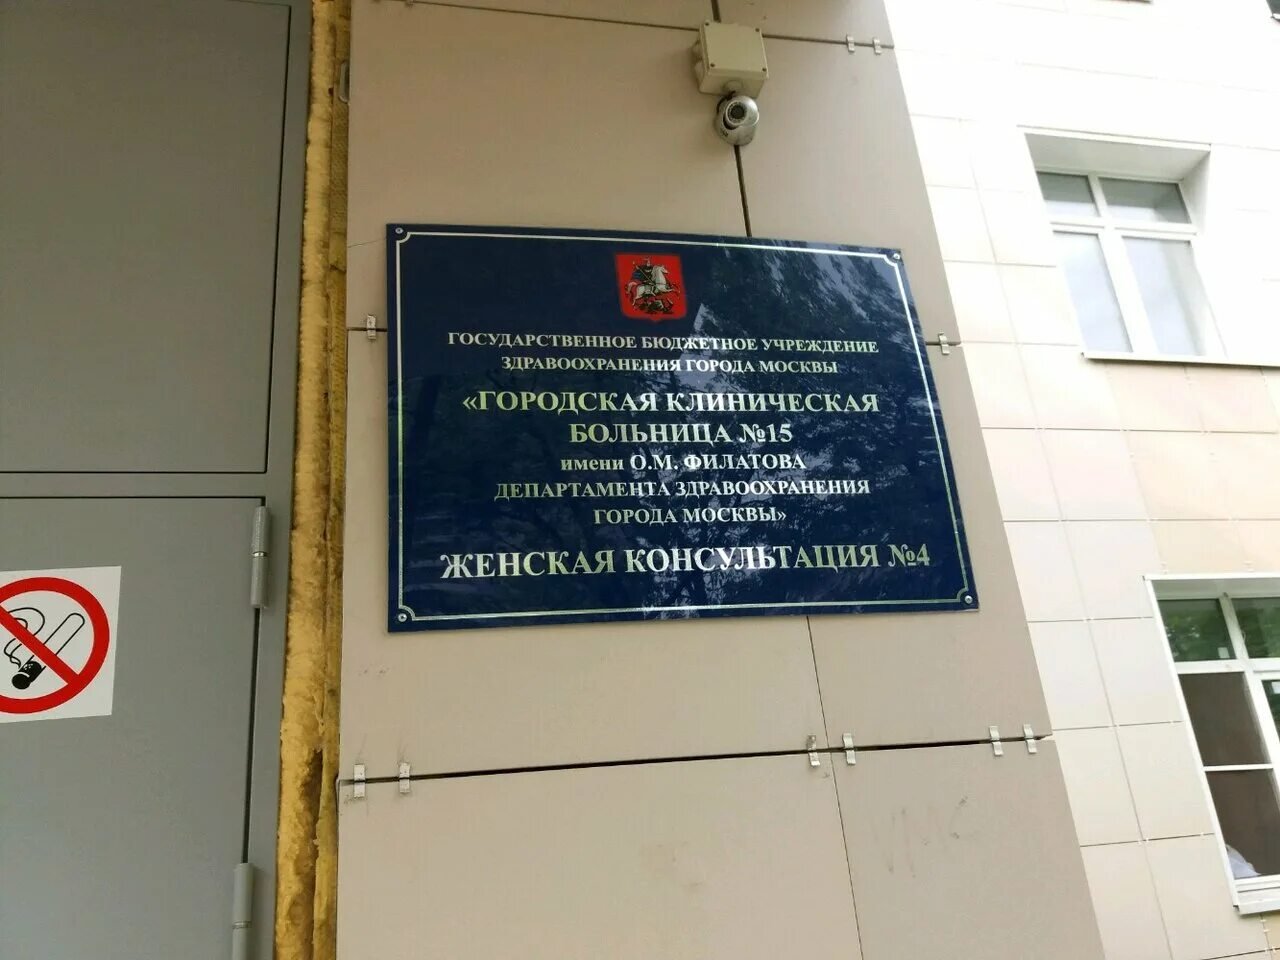 ГОСУДАРСТВЕННОЕ БЮДЖЕТНОЕ УЧРЕЖДЕНИЕ
ЗДРАВООХРАНЕНИЯ ГОРОДА МОСКВЫ
«ГОРОДСКАЯ КЛИНИЧЕСКАЯ
БОЛЬНИЦА №15
имени О.М. ФИЛАТОВА
ДЕПАРТАМЕНТА ЗДРАВООХРАНЕНИЯ
ГОРОДА МОСКВЫ»
ЖЕНСКАЯ КОНСУЛЬТАЦИЯ №4